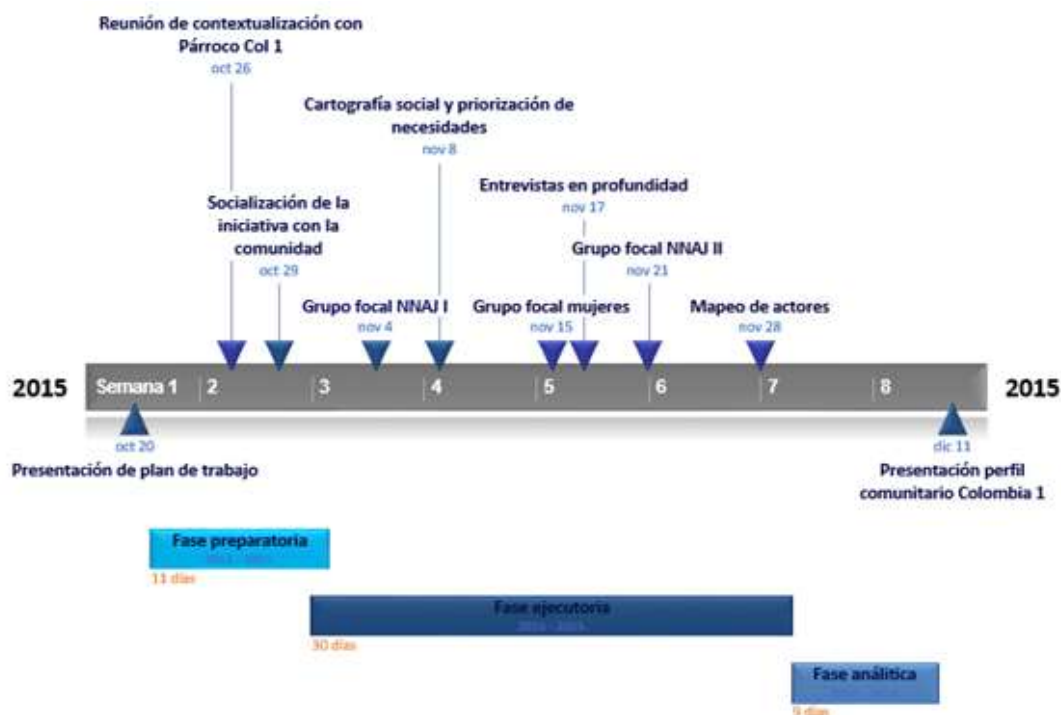 Reunión de contextualización con
Párroco Col 1
oct 26
Cartografía social y priorización de
necesidades
nov 8
Entrevistas en profundidad
nov 17
Socialización de la
iniciativa con la
comunidad
oct 29
Grupo focal NNAJ II
nov 21
Grupo focal NNAJ I
nov 4
Grupo focal mujeres
nov 15
Mapeo de actores
nov 28
2015 Semana 1 2 3 4 5 6 7 8 2015
oct 20
Presentación de plan de trabajo
dic 11
Presentación perfil
comunitario Colombia 1
Fase preparatoria
11 días
Fase ejecutoria
30 días
Fase análitica
9 días